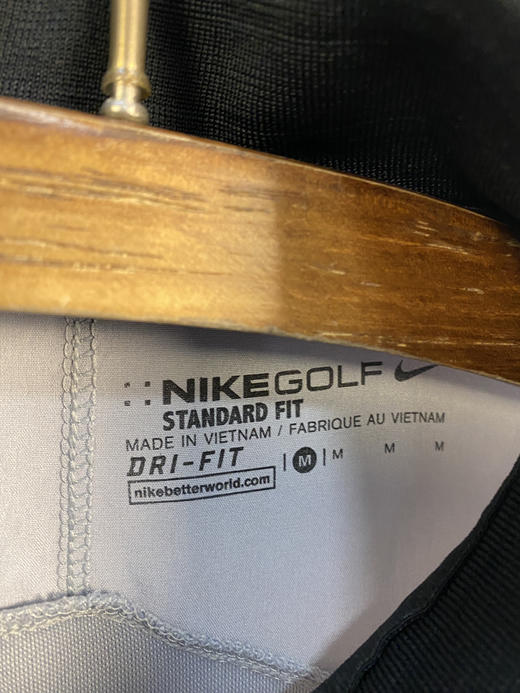 NIKEGOLF
STANDARD FIT
MADE IN VIETNAM / FABRIQUE AU VIETNAM
DRI-FIT | M | M M M
nikebetterworld.com